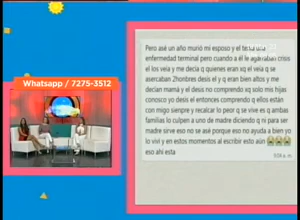 Whatsapp / 7275-3512
Pero asé un año murió mi esposo y el tenía una
enfermedad terminal pero cuando a él le agarraban crisis
el los veía y me decía q quienes eran xq el veía q se
asercaban 2hombres desis el y q eran bien altos y me
decían mamá y el desis no comprendo xq solo mis hijas
conosco yo desis el entonces comprendo q ellos están
con migo siempre y recalcar lo peor q se vive es q ambas
familias lo culpen a uno de madre diciendo q ni para ser
madre sirve eso no se asé porque eso no ayuda a bien yo
lo viví y en estos momentos al escribir esto aún
eso ahi esta